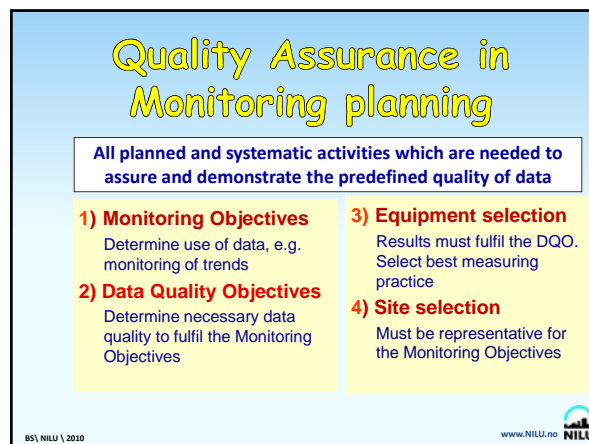 Quality Assurance in
Monitoring planning
All planned and systematic activities which are needed to
assure and demonstrate the predefined quality of data
1) Monitoring Objectives
Determine use of data, e.g.
monitoring of trends
2) Data Quality Objectives
Determine necessary data
quality to fulfil the Monitoring
Objectives
3) Equipment selection
Results must fulfil the DQO.
Select best measuring
practice
4) Site selection
Must be representative for
the Monitoring Objectives
BS\ NILU \ 2010
www.NILU.no
NILU